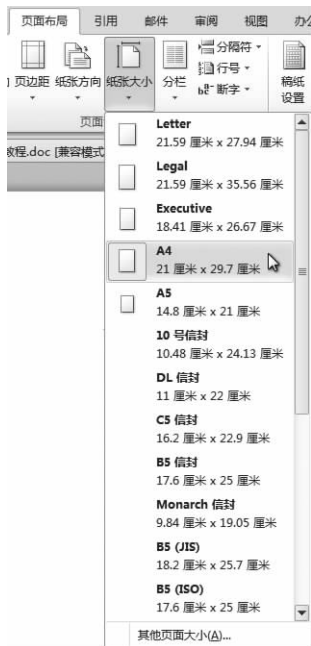 页面布局 引用 邮件 审阅 视图
页边距 纸张方向 纸张大小 分栏 分隔符 行号 断字 稿纸设置
页面
教程.doc [兼容模式
Letter
21.59 厘米 x 27.94 厘米
Legal
21.59 厘米 x 35.56 厘米
Executive
18.41 厘米 x 26.67 厘米
A4
21 厘米 x 29.7 厘米
A5
14.8 厘米 x 21 厘米
10 号信封
10.48 厘米 x 24.13 厘米
DL 信封
11 厘米 x 22 厘米
C5 信封
16.2 厘米 x 22.9 厘米
B5 信封
17.6 厘米 x 25 厘米
Monarch 信封
9.84 厘米 x 19.05 厘米
B5 (JIS)
18.2 厘米 x 25.7 厘米
B5 (ISO)
17.6 厘米 x 25 厘米
其他页面大小(A)...